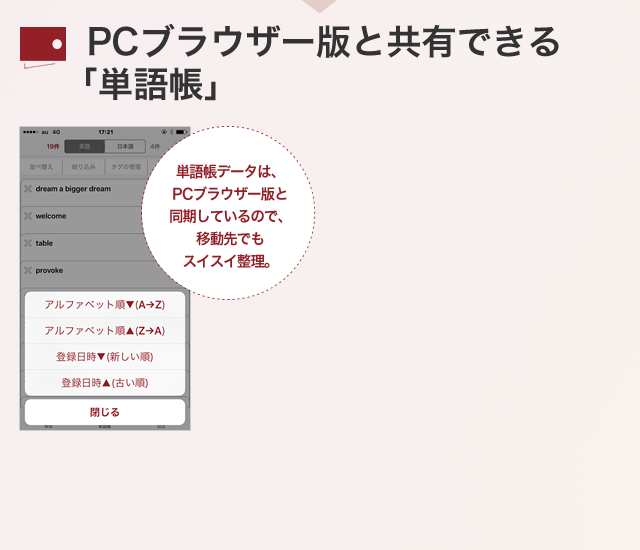 PCブラウザー版と共有できる
「単語帳」
au 4G 17:21
19件 英語 日本語 4件
並べ替え 絞り込み タグの管理
dream a bigger dream
welcome
table
provoke
単語帳データは、
PCブラウザー版と
同期しているので、
移動先でも
スイスイ整理。
アルファベット順▼(A→Z)
アルファベット順▲(Z→A)
登録日時▼(新しい順)
登録日時▲(古い順)
閉じる
単語帳